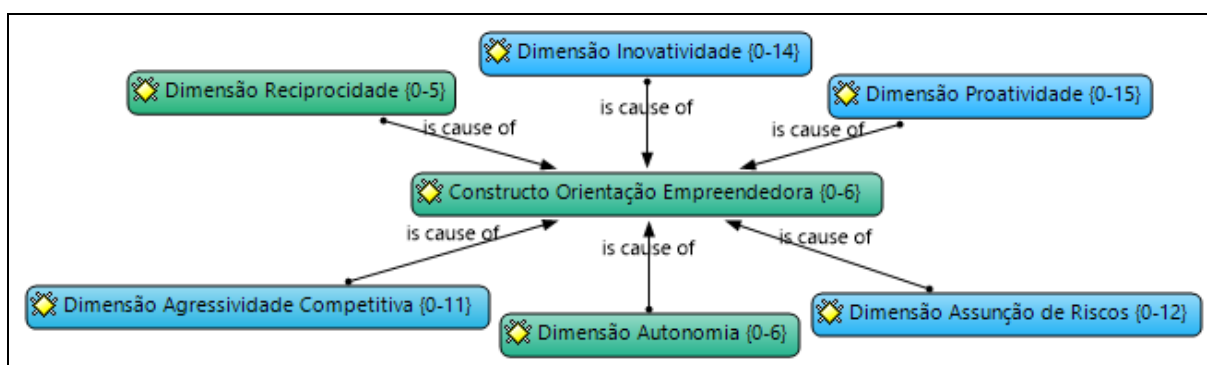 Dimensão Inovatividade {0-14}
Dimensão Reciprocidade {0-5}
Dimensão Proatividade {0-15}
is cause of
is cause of
is cause of
Constructo Orientação Empreendedora {0-6}
is cause of
is cause of
is cause of
Dimensão Agressividade Competitiva {0-11}
Dimensão Autonomia {0-6}
Dimensão Assunção de Riscos {0-12}